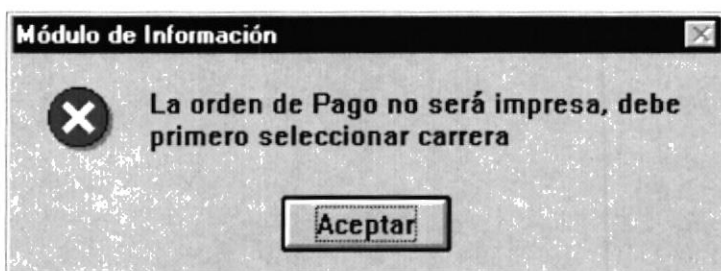 Módulo de Información
La orden de Pago no será impresa, debe
primero seleccionar carrera
Aceptar